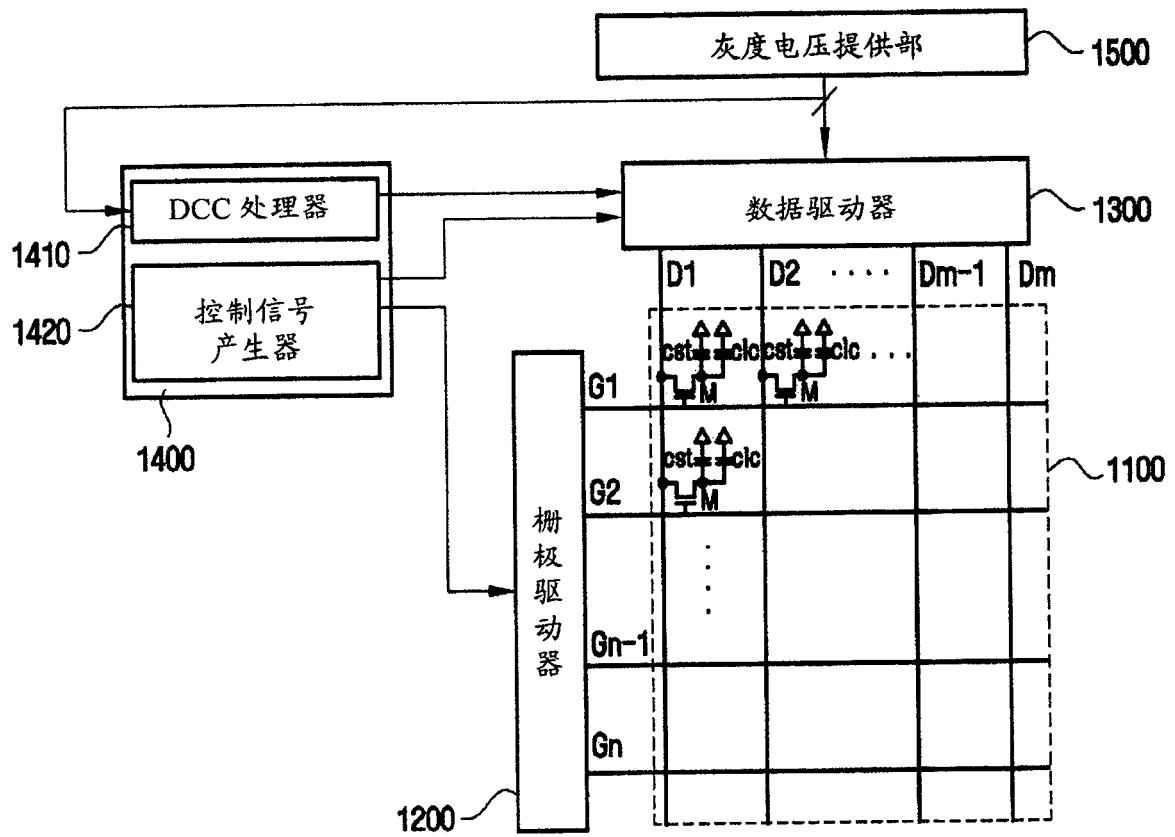 灰度电压提供部
1500
DCC 处理器
1410
数据驱动器
1300
控制信号
产生器
1420
1400
D1 D2 · · · · Dm-1 Dm
cst clc cst clc · · ·
M M
G1
cst clc
M
G2
1100
栅极驱动器
Gn-1
Gn
1200